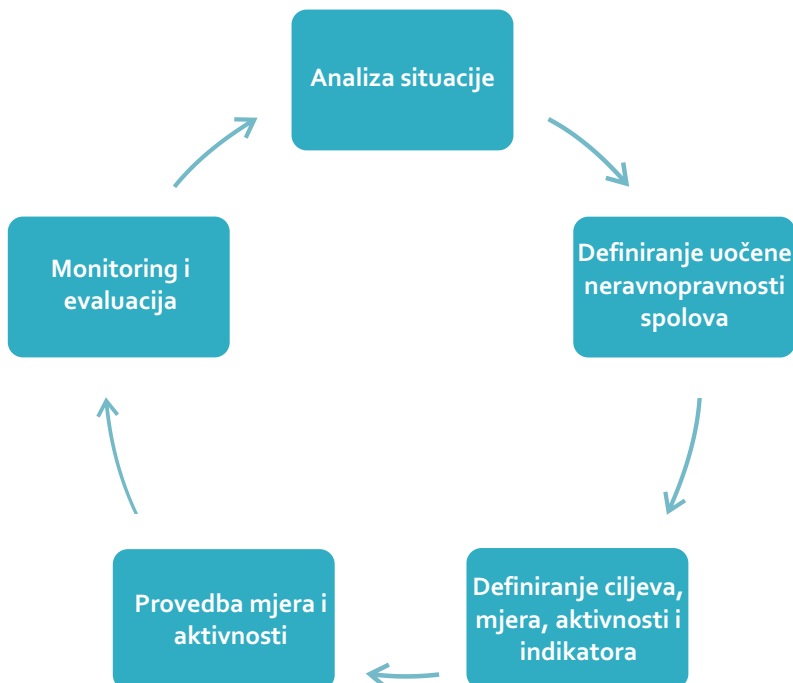 Analiza situacije
Definiranje uočene
neravnopravnosti
spolova
Definiranje ciljeva,
mjera, aktivnosti i
indikatora
Provedba mjera i
aktivnosti
Monitoring i
evaluacija